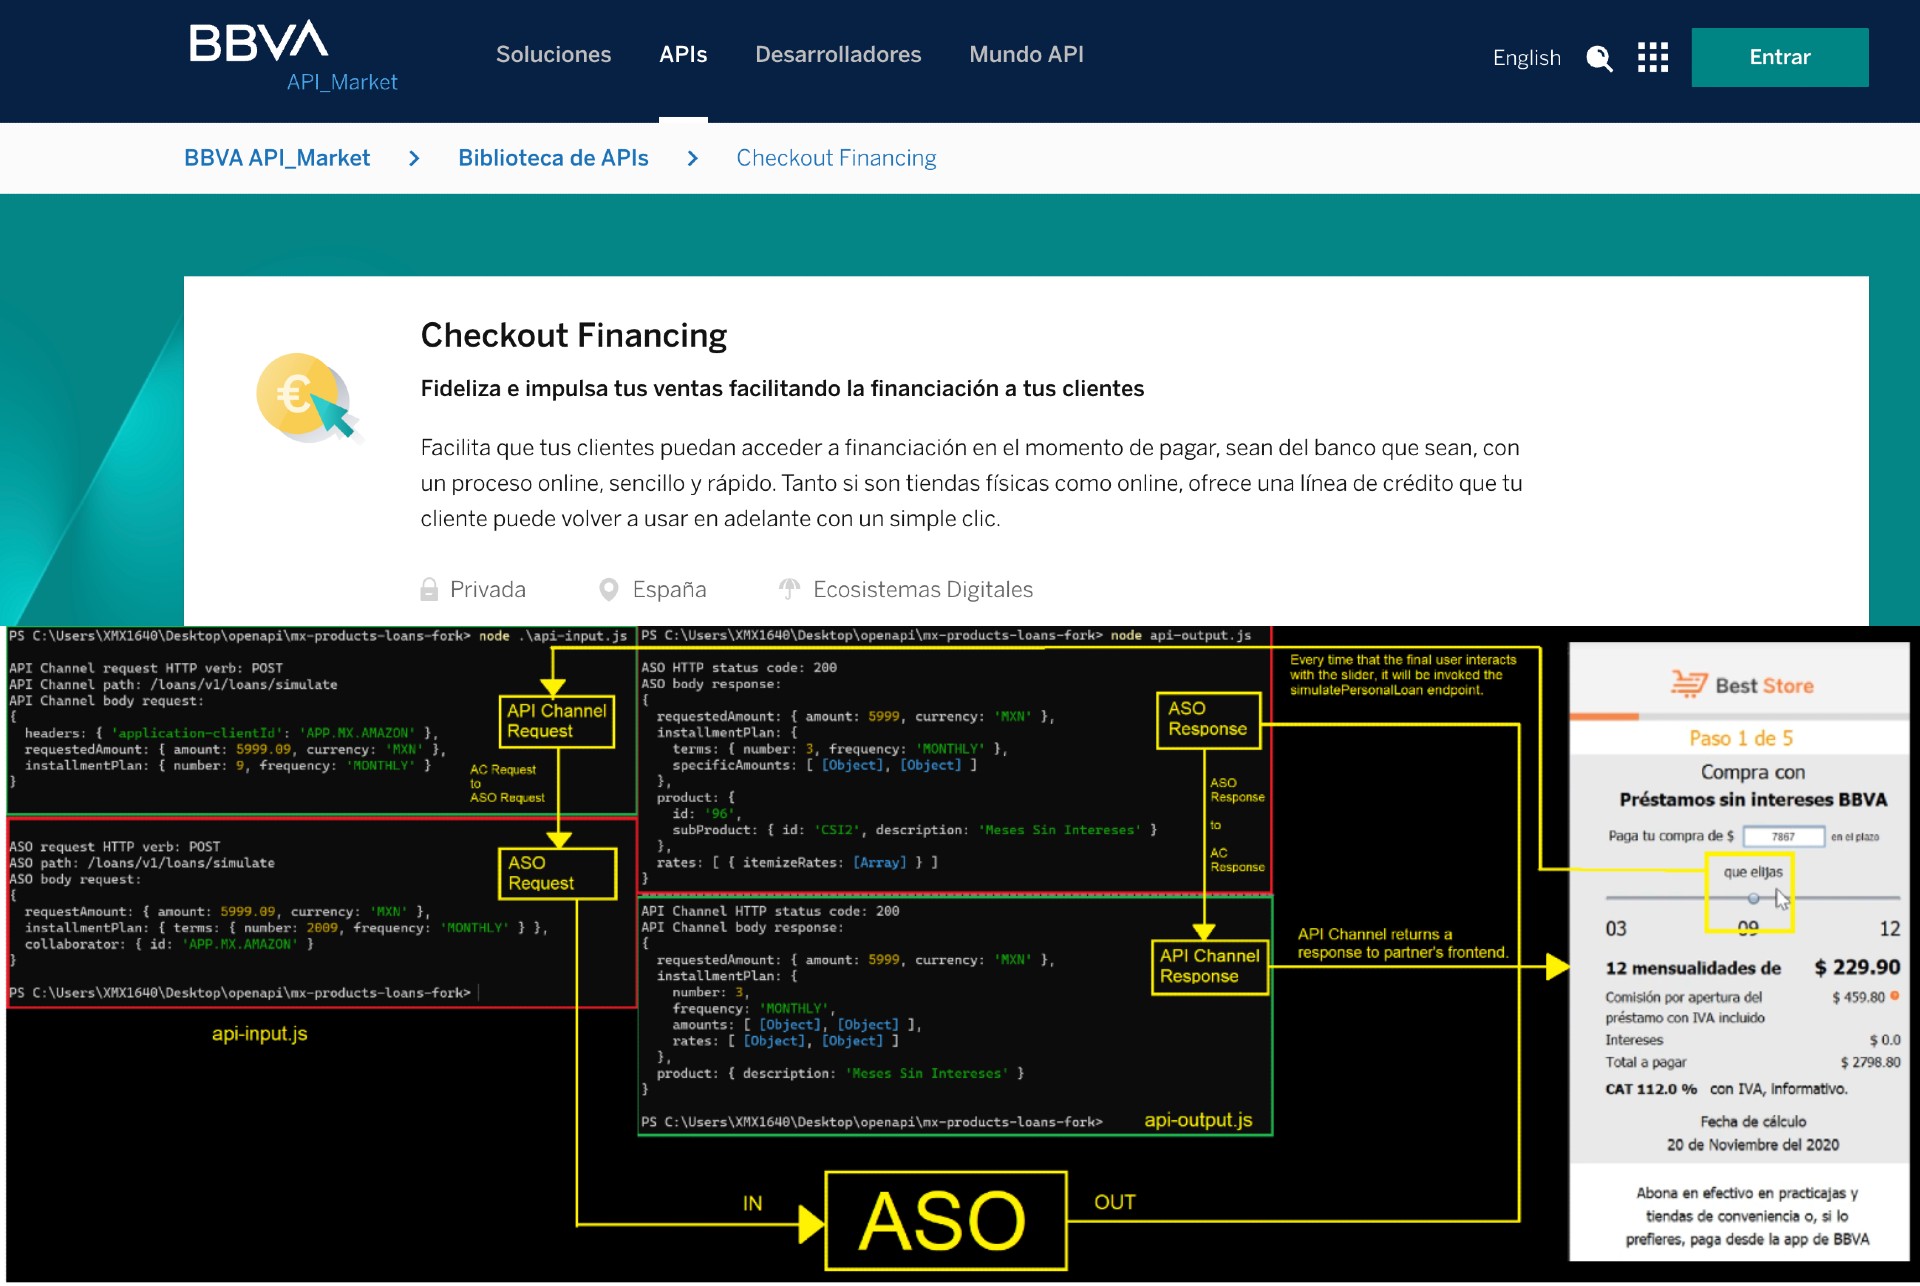 BBVA
API_Market
Soluciones
APIs
Desarrolladores
Mundo API
English
Entrar
BBVA API_Market > Biblioteca de APIs > Checkout Financing
Checkout Financing
Fideliza e impulsa tus ventas facilitando la financiación a tus clientes
Facilita que tus clientes puedan acceder a financiación en el momento de pagar, sean del banco que sean, con
un proceso online, sencillo y rápido. Tanto si son tiendas físicas como online, ofrece una línea de crédito que tu
cliente puede volver a usar en adelante con un simple clic.
Privada
España
Ecosistemas Digitales
PS C:\Users\XMX1640\Desktop\openapi\mx-products-loans-fork> node .\api-input.js
API Channel request HTTP verb: POST
API Channel path: /loans/v1/loans/simulate
API Channel body request:
{
headers: { 'application-clientId': 'APP.MX.AMAZON' },
requestedAmount: { amount: 5999.09, currency: 'MXN' },
installmentPlan: { number: 9, frequency: 'MONTHLY' }
}
API Channel
Request
AC Request
to
ASO Request
ASO request HTTP verb: POST
ASO path: /loans/v1/loans/simulate
ASO body request:
{
requestAmount: { amount: 5999.09, currency: 'MXN' },
installmentPlan: { terms: { number: 2009, frequency: 'MONTHLY' } },
collaborator: { id: 'APP.MX.AMAZON' }
}
PS C:\Users\XMX1640\Desktop\openapi\mx-products-loans-fork>
ASO
Request
api-input.js
PS C:\Users\XMX1640\Desktop\openapi\mx-products-loans-fork> node api-output.js
ASO HTTP status code: 200
ASO body response:
{
requestedAmount: { amount: 5999, currency: 'MXN' },
installmentPlan: {
terms: { number: 3, frequency: 'MONTHLY' },
specificAmounts: [ [Object], [Object] ]
},
product: {
id: '96',
subProduct: { id: 'CSI2', description: 'Meses Sin Intereses' }
},
rates: [ { itemizeRates: [Array] } ]
}
ASO
Response
ASO
Response
to
AC
Response
API Channel HTTP status code: 200
API Channel body response:
{
requestedAmount: { amount: 5999, currency: 'MXN' },
installmentPlan: {
number: 3,
frequency: 'MONTHLY',
amounts: [ [Object], [Object] ],
rates: [ [Object], [Object] ]
},
product: { description: 'Meses Sin Intereses' }
}
PS C:\Users\XMX1640\Desktop\openapi\mx-products-loans-fork>
API Channel
Response
api-output.js
IN
ASO
OUT
Every time that the final user interacts
with the slider, it will be invoked the
simulatePersonalLoan endpoint.
API Channel returns a
response to partner's frontend.
Best Store
Paso 1 de 5
Compra con
Préstamos sin intereses BBVA
Paga tu compra de $ 7867 en el plazo
que elijas
03 09 12
12 mensualidades de $ 229.90
Comisión por apertura del $ 459.80
préstamo con IVA incluido
Intereses $ 0.0
Total a pagar $ 2798.80
CAT 112.0 % con IVA, informativo.
Fecha de cálculo
20 de Noviembre del 2020
Abona en efectivo en practicajas y
tiendas de conveniencia o, si lo
prefieres, paga desde la app de BBVA